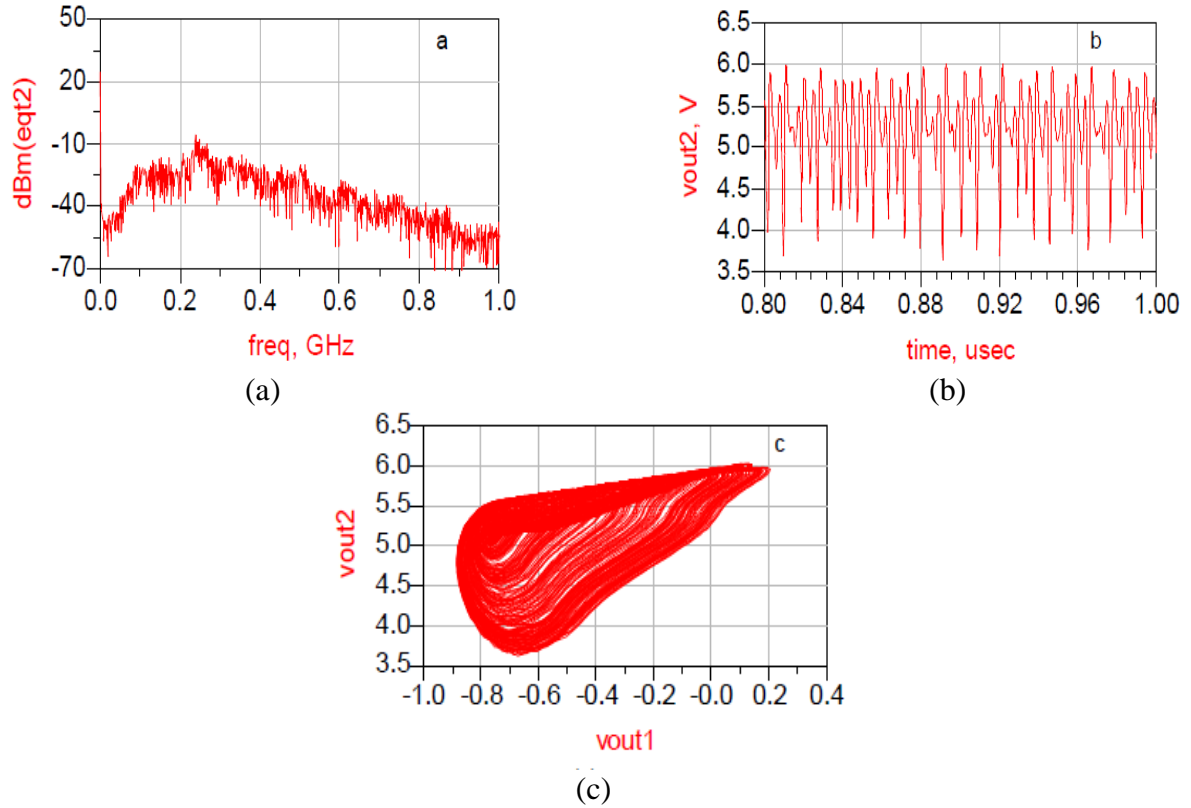 50
20
-10
-40
-70
dBm(eqt2)
a
0.0 0.2 0.4 0.6 0.8 1.0
freq, GHz
(a)
6.5
6.0
5.5
5.0
4.5
4.0
3.5
vout2, V
b
0.80 0.84 0.88 0.92 0.96 1.00
time, usec
(b)
6.5
6.0
5.5
5.0
4.5
4.0
3.5
vout2
c
-1.0 -0.8 -0.6 -0.4 -0.2 -0.0 0.2 0.4
vout1
(c)